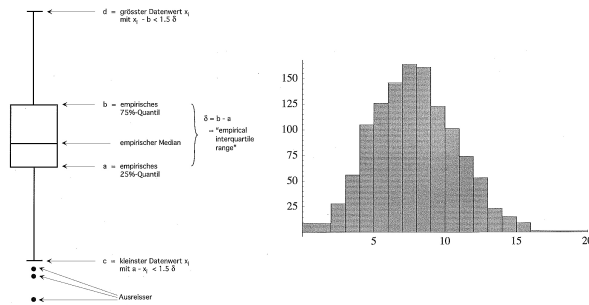 d = grösster Datenwert xi
mit xi - b < 1.5 δ
b = empirisches
75%-Quantil
δ = b - a
= "empirical
interquartile
range"
empirischer Median
a = empirisches
25%-Quantil
c = kleinster Datenwert xi
mit a - xi < 1.5 δ
Ausreisser
150
125
100
75
50
25
5
10
15
20